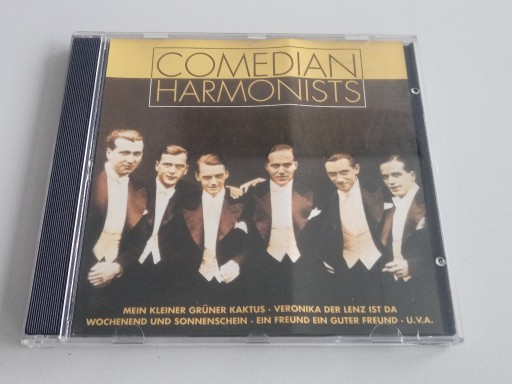 COMEDIAN
HARMONISTS
MEIN KLEINER GRÜNER KAKTUS · VERONIKA DER LENZ IST DA
WOCHENEND UND SONNENSCHEIN · EIN FREUND EIN GUTER FREUND · U.V.A.